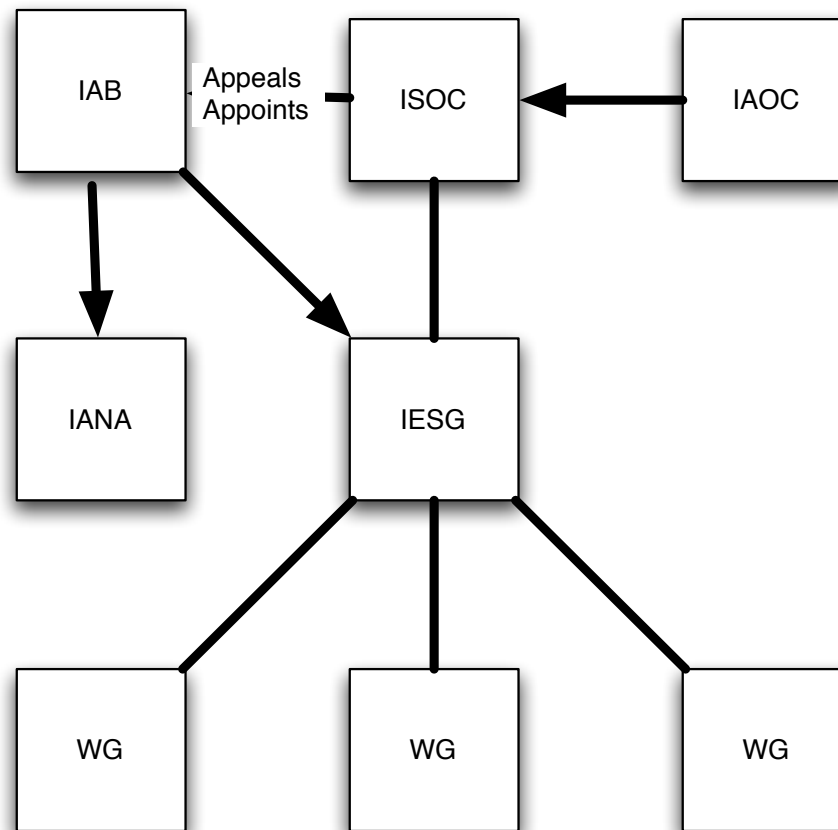 IAB
Appeals
Appoints
ISOC
IAOC
IANA
IESG
WG
WG
WG